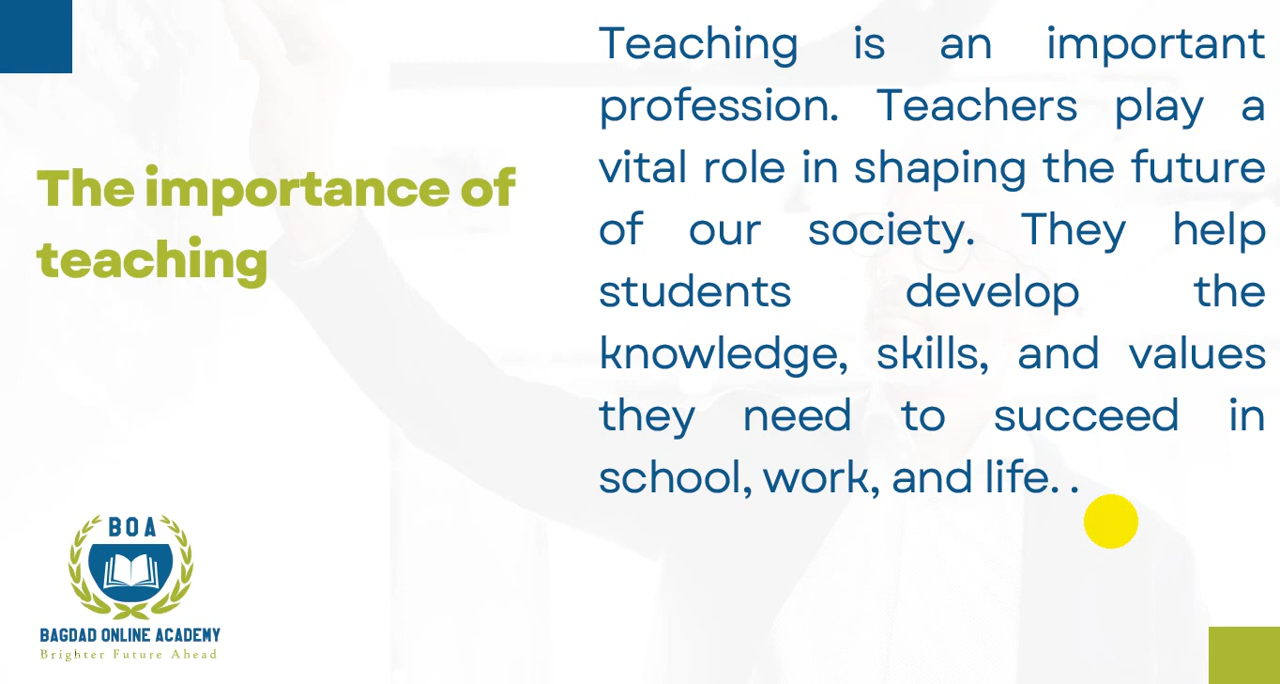 The importance of
teaching
Teaching is an important
profession. Teachers play a
vital role in shaping the future
of our society. They help
students develop the
knowledge, skills, and values
they need to succeed in
school, work, and life. .
BOA
BAGDAD ONLINE ACADEMY
Brighter Future Ahead